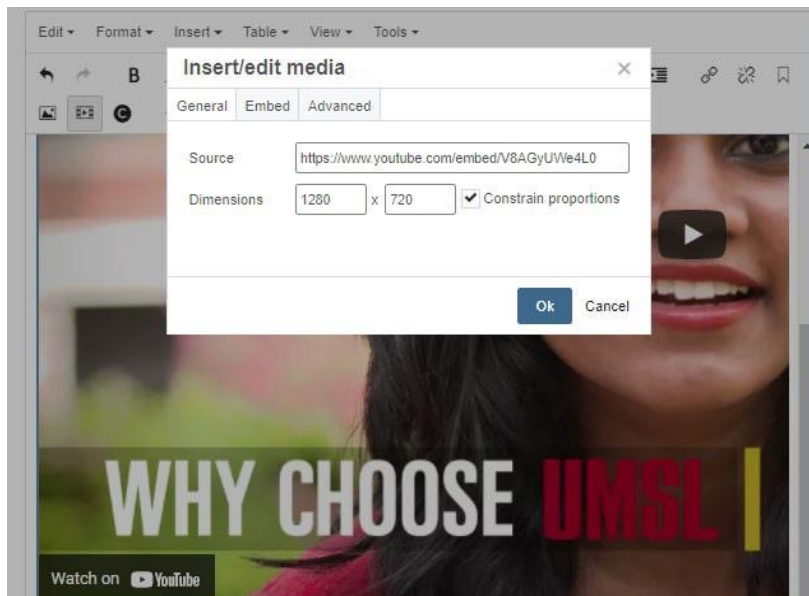 Edit Format Insert Table View Tools
Insert/edit media
B
General Embed Advanced
Source https://www.youtube.com/embed/V8AGyUWe4L0
Dimensions 1280 x 720 Constrain proportions
Ok Cancel
WHY CHOOSE UMSL
Watch on YouTube